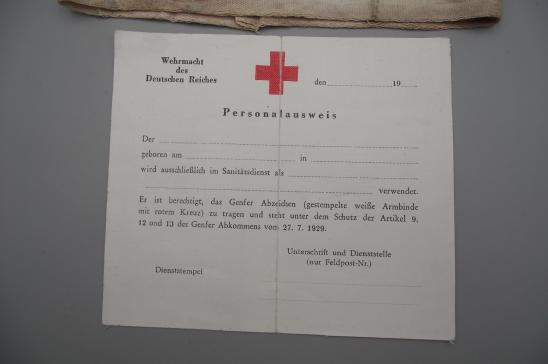 Wehrmacht
des
Deutschen Reiches
den 19
Personalausweis
Der
geboren am in
wird ausschließlich im Sanitätsdienst als
verwendet.
Er ist berechtigt, das Genfer Abzeichen (gestempelte weiße Armbinde
mit rotem Kreuz) zu tragen und steht unter dem Schutz der Artikel 9,
12 und 13 des Genfer Abkommens vom 27. 7. 1929.
Unterschrift und Dienststelle
(nur Feldpost-Nr.)
Dienststempel